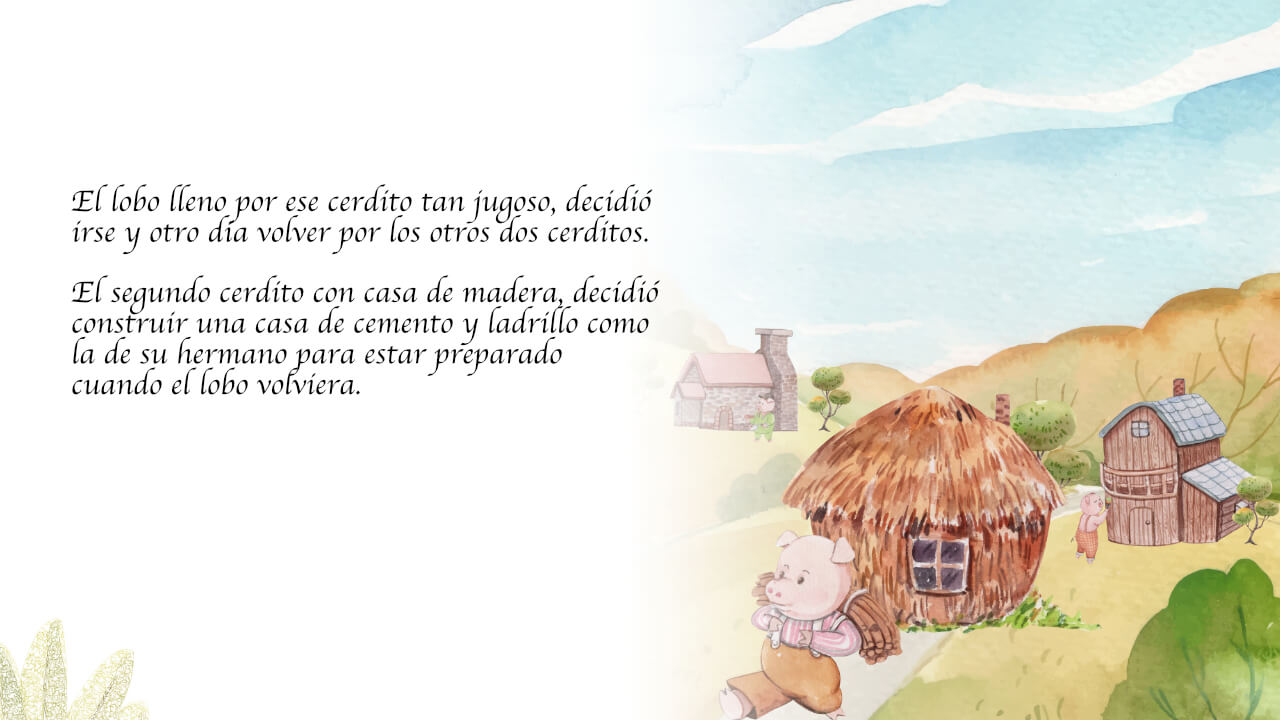 El lobo lleno por ese cerdito tan jugoso, decidió
irse y otro día volver por los otros dos cerditos.
El segundo cerdito con casa de madera, decidió
construir una casa de cemento y ladrillo como
la de su hermano para estar preparado
cuando el lobo volviera.